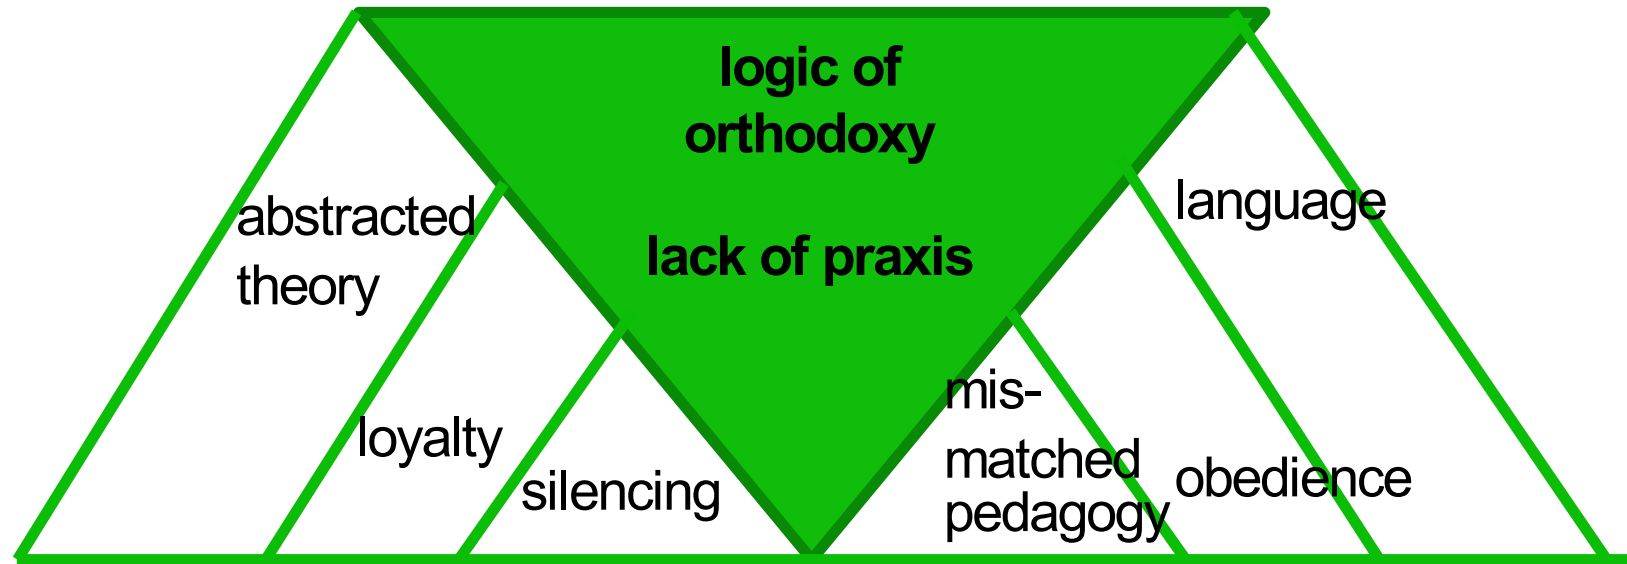 logic of
orthodoxy
lack of praxis
abstracted
theory
loyalty
silencing
mis-
matched
pedagogy
language
obedience